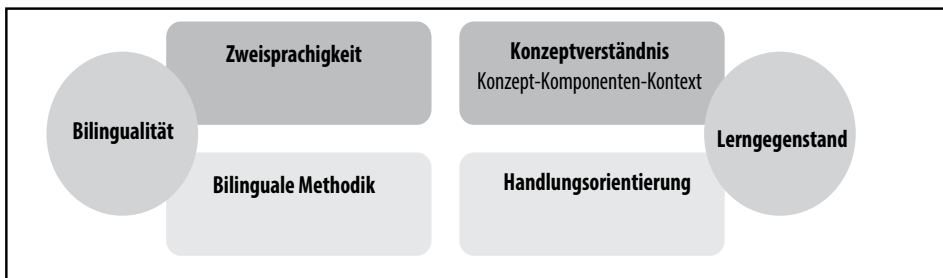 Zweisprachigkeit
Konzeptverständnis
Konzept-Komponenten-Kontext
Bilingualität
Lerngegenstand
Bilinguale Methodik
Handlungsorientierung